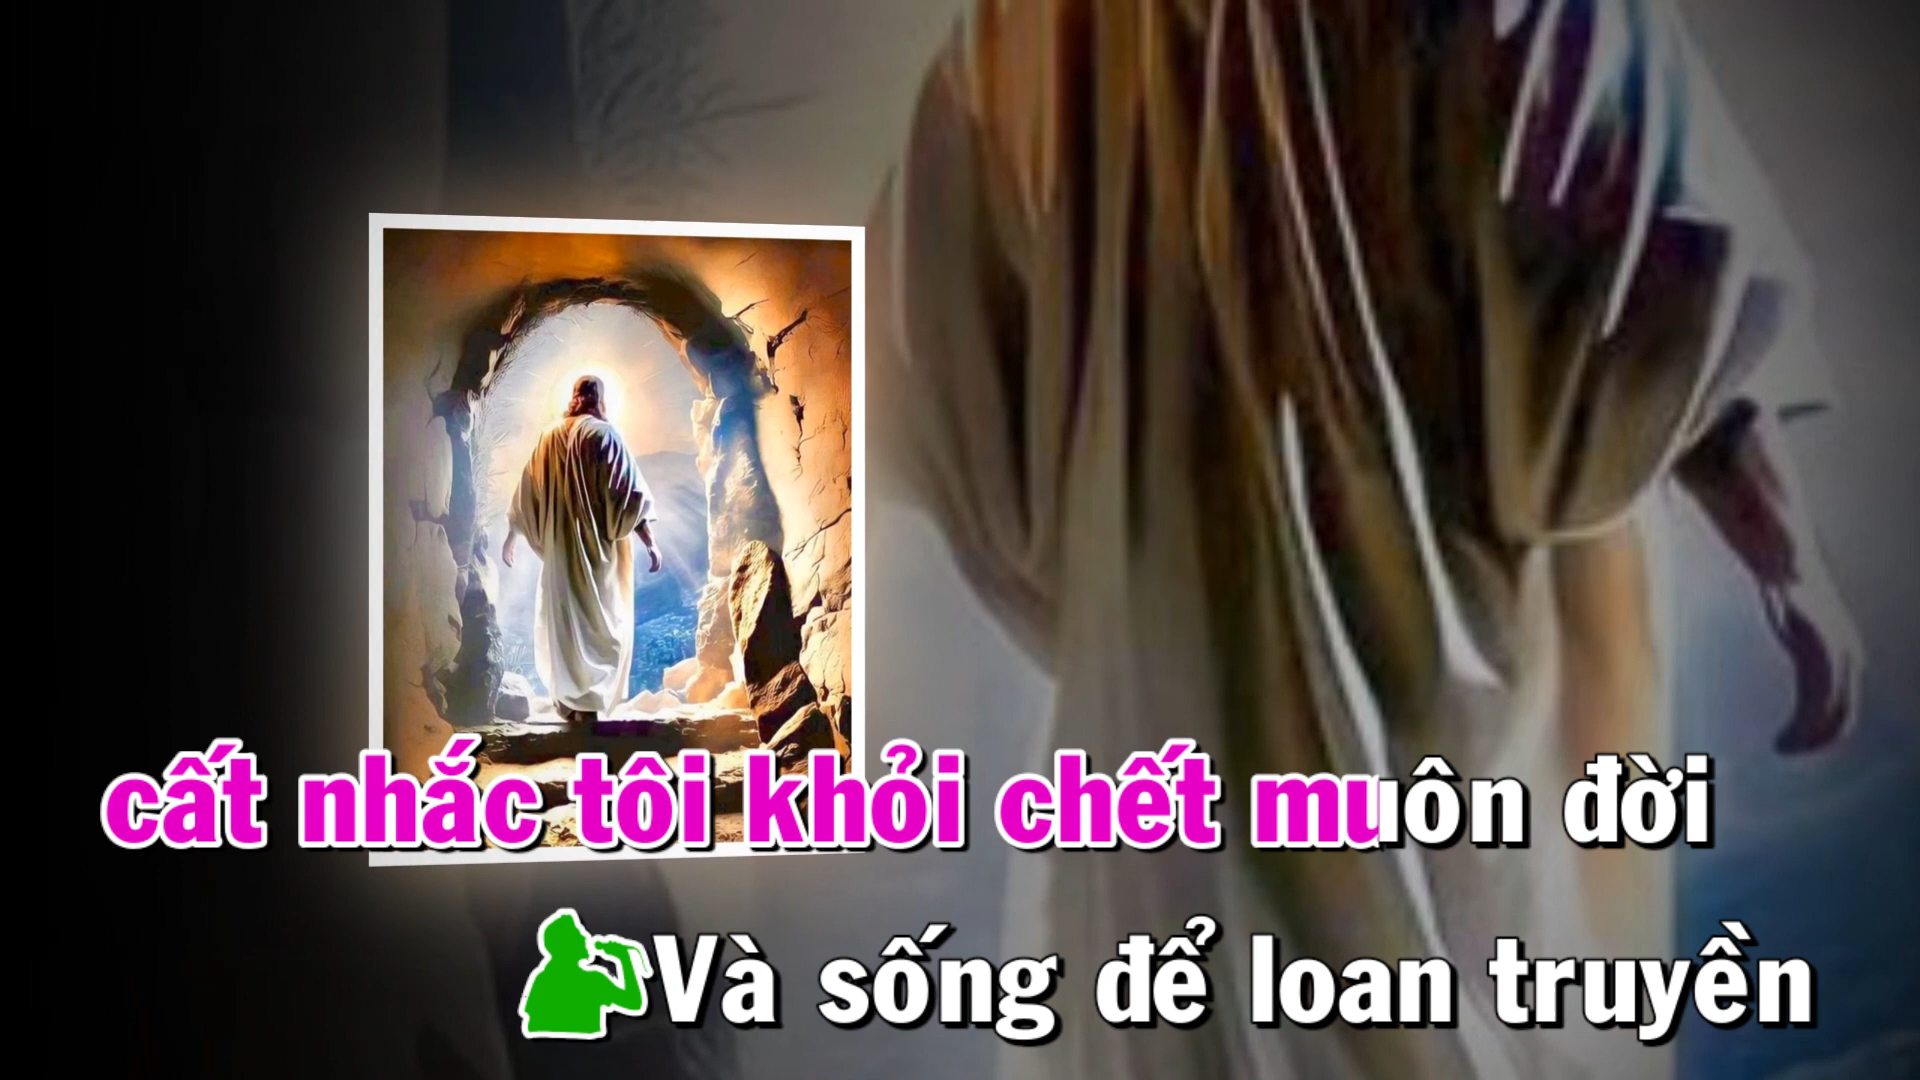 cất nhắc tôi khỏi chết muôn đời
Và sống để loan truyền